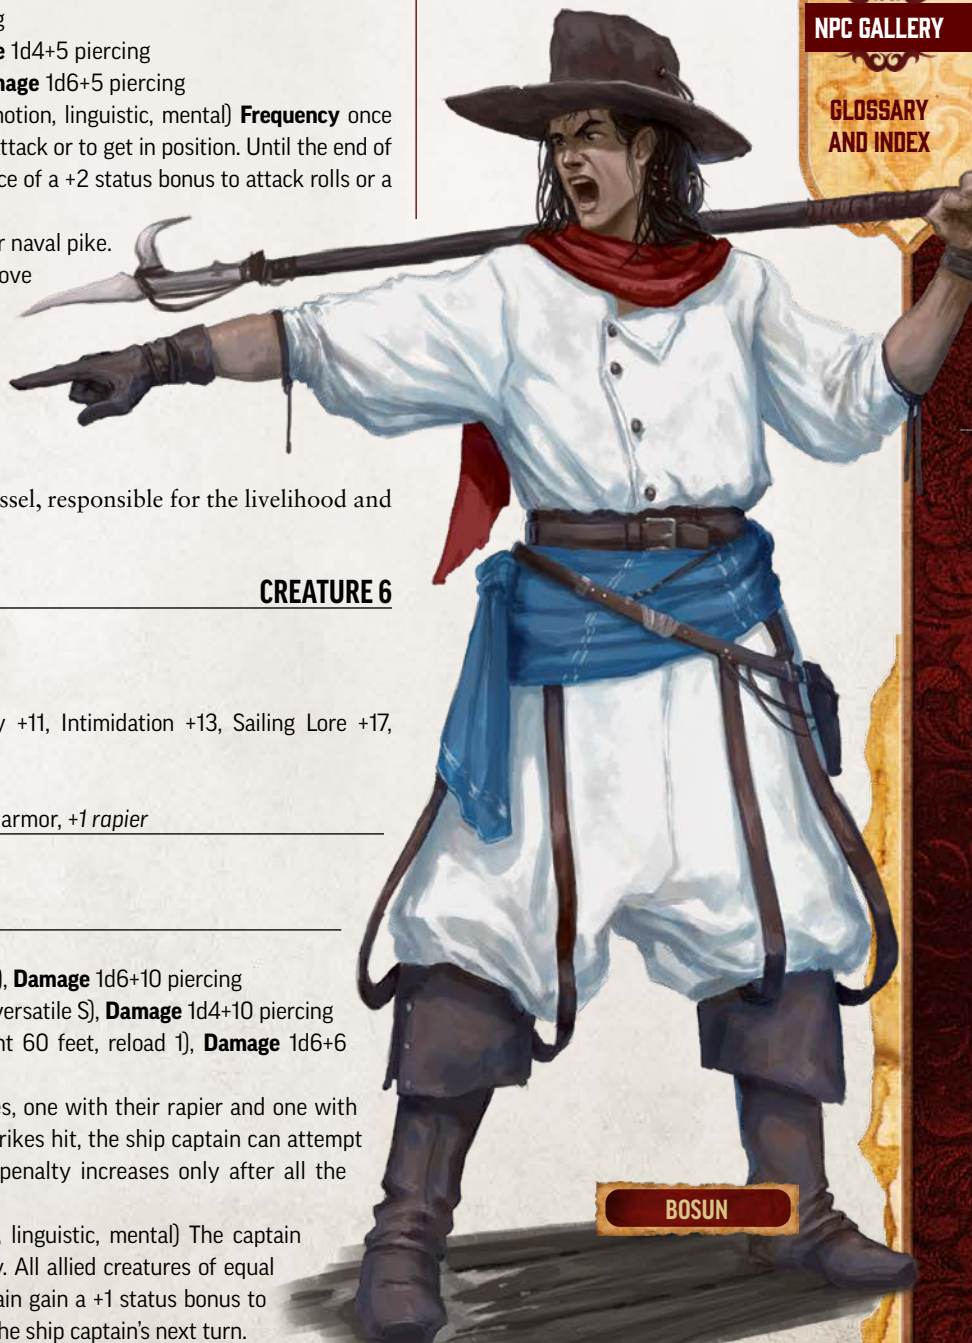 e 1d4+5 piercing
nage 1d6+5 piercing
motion, linguistic, mental) Frequency once
ttack or to get in position. Until the end of
ce of a +2 status bonus to attack rolls or a
r naval pike.
ove
ssel, responsible for the livelihood and
CREATURE 6
y +11, Intimidation +13, Sailing Lore +17,
armor, +1 rapier
), Damage 1d6+10 piercing
versatile S), Damage 1d4+10 piercing
nt 60 feet, reload 1), Damage 1d6+6
es, one with their rapier and one with
rikes hit, the ship captain can attempt
penalty increases only after all the
, linguistic, mental) The captain
y. All allied creatures of equal
ain gain a +1 status bonus to
he ship captain's next turn.
NPC GALLERY
GLOSSARY
AND INDEX
BOSUN